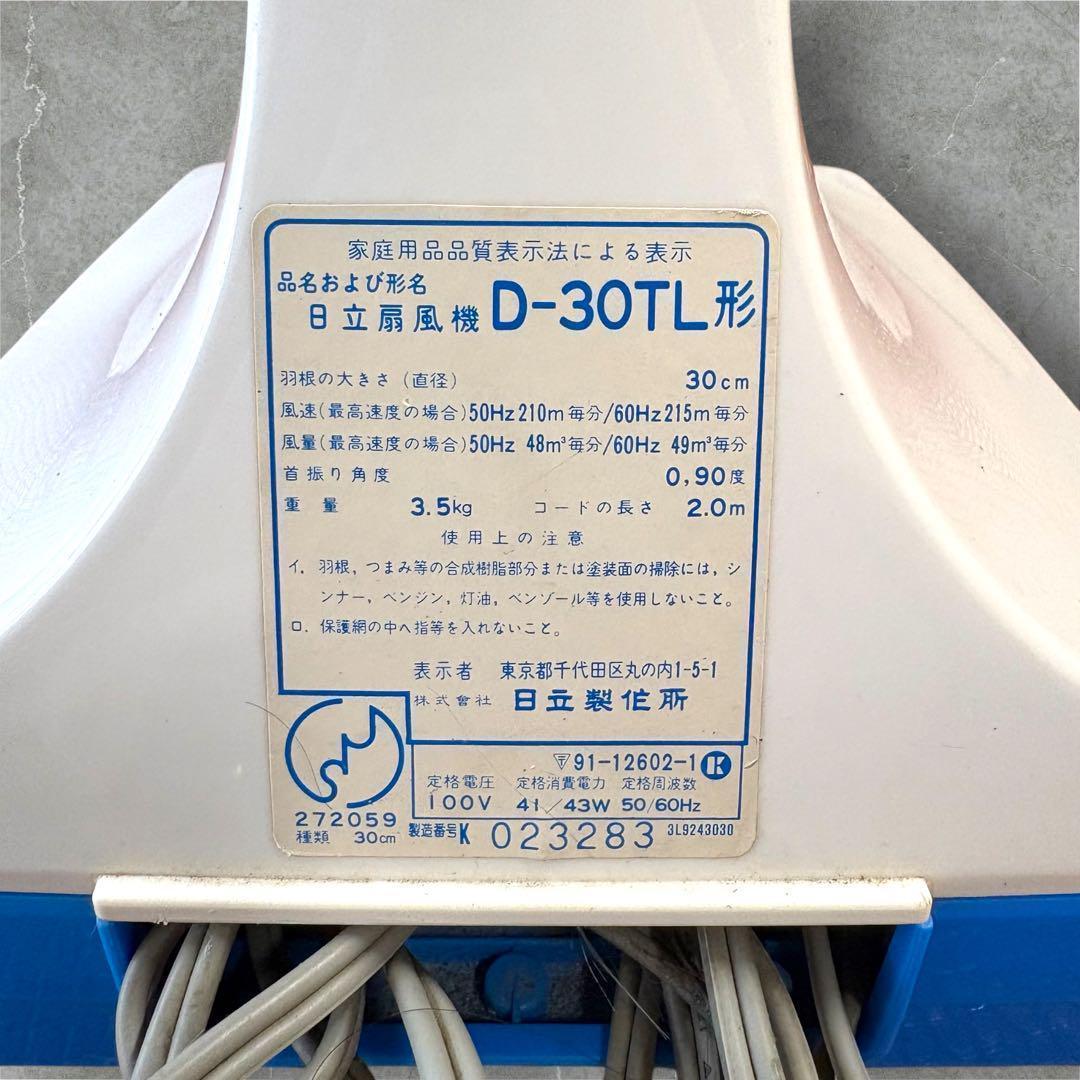 家庭用品品質表示法による表示
品名および形名
日立扇風機 D-30TL形
羽根の大きさ(直径) 30cm
風速(最高速度の場合)50Hz 210m毎分/60Hz 215m毎分
風量(最高速度の場合)50Hz 48m³毎分/60Hz 49m³毎分
首振り角度 0,90度
重量 3.5kg コードの長さ 2.0m
使用上の注意
イ. 羽根, つまみ等の合成樹脂部分または塗装面の掃除には, シ
ンナー, ベンジン, 灯油, ベンゾール等を使用しないこと。
ロ. 保護網の中へ指等を入れないこと。
表示者 東京都千代田区丸の内1-5-1
株式會社 日立製作所
〒91-12602-1 K
定格電圧 定格消費電力 定格周波数
100V 41/43W 50/60Hz
272059
種類 30cm
製造番号K 023283 3L9243030